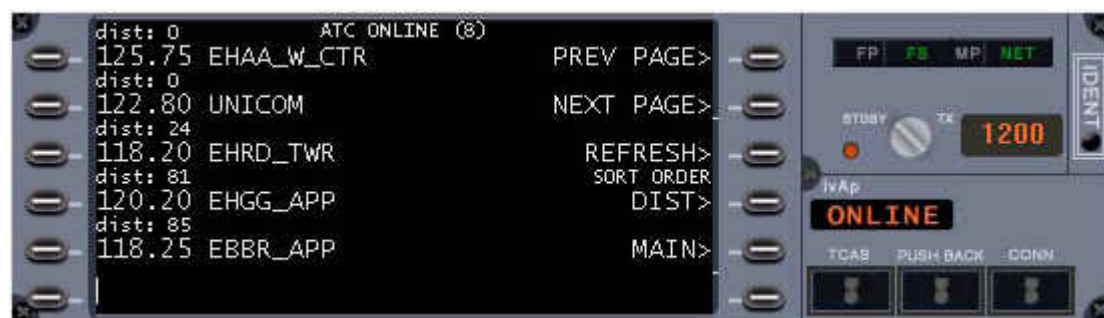 dist: 0 ATC ONLINE (8)
125.75 EHAA_W_CTR PREV PAGE>
dist: 0
122.80 UNICOM NEXT PAGE>
dist: 24
118.20 EHRD_TWR REFRESH>
dist: 81 SORT ORDER
120.20 EHGG_APP DIST>
dist: 85
118.25 EBBR_APP MAIN>
FP FS MP NET
STDBY TX
1200
IDENT
IvAp
ONLINE
TCAS PUSH BACK CONN